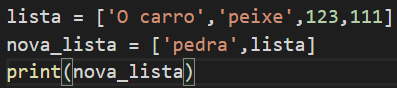 lista = ['O carro','peixe',123,111]
nova_lista = ['pedra',lista]
print(nova_lista)